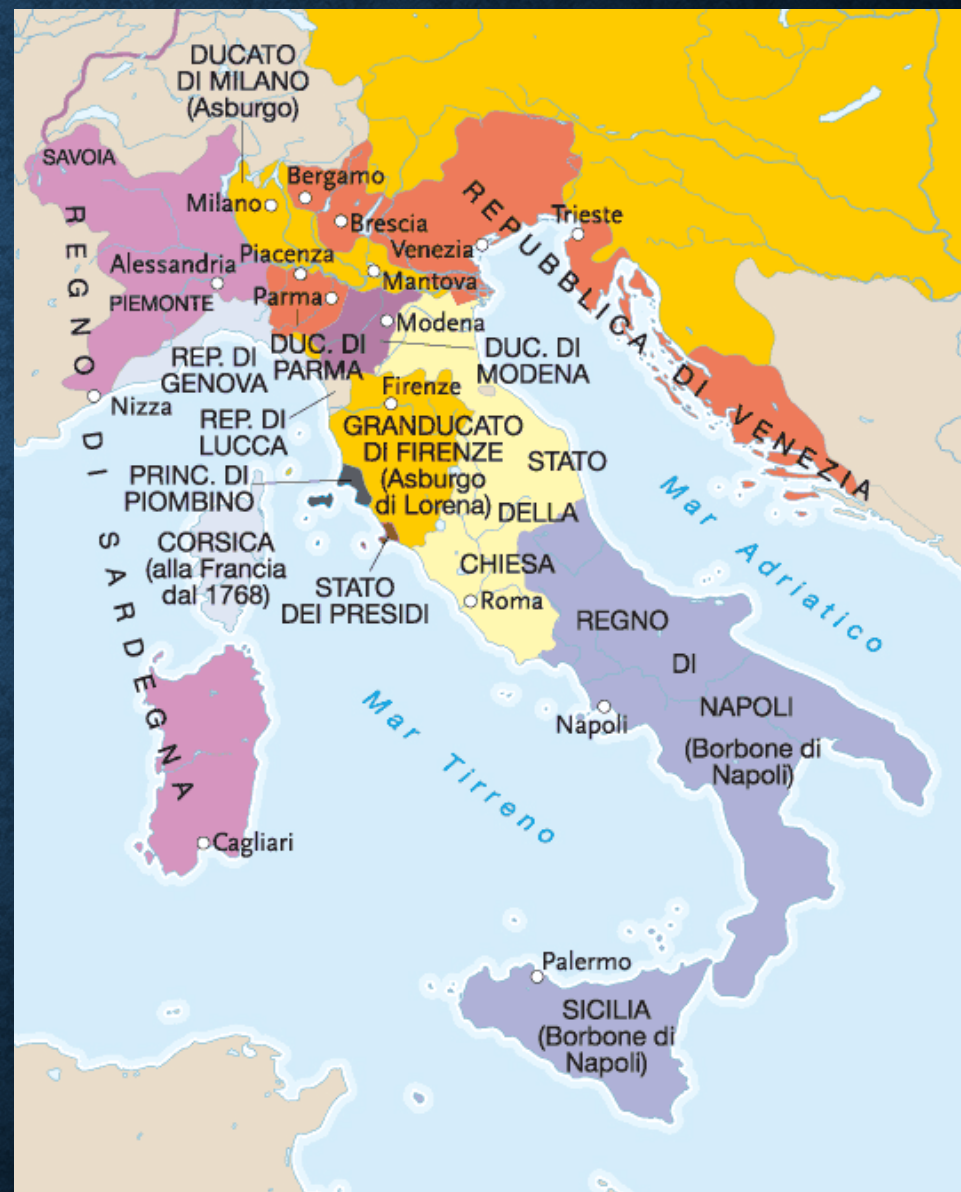 DUCATO
DI MILANO
(Asburgo)
SAVOIA
Bergamo
Milano
Brescia
Trieste
Venezia
REPUBBLICA DI VENEZIA
Piacenza
Alessandria
Mantova
PIEMONTE
Parma
Modena
REGNO DI SARDEGNA
DUC. DI
PARMA
DUC. DI
MODENA
REP. DI
GENOVA
Nizza
Firenze
REP. DI
LUCCA
GRANDUCATO
DI FIRENZE
(Asburgo
di Lorena)
STATO
DELLA
CHIESA
PRINC. DI
PIOMBINO
Mar Adriatico
CORSICA
(alla Francia
dal 1768)
STATO
DEI PRESIDI
Roma
REGNO
DI
NAPOLI
(Borbone di
Napoli)
Napoli
Mar Tirreno
Cagliari
Palermo
SICILIA
(Borbone di
Napoli)